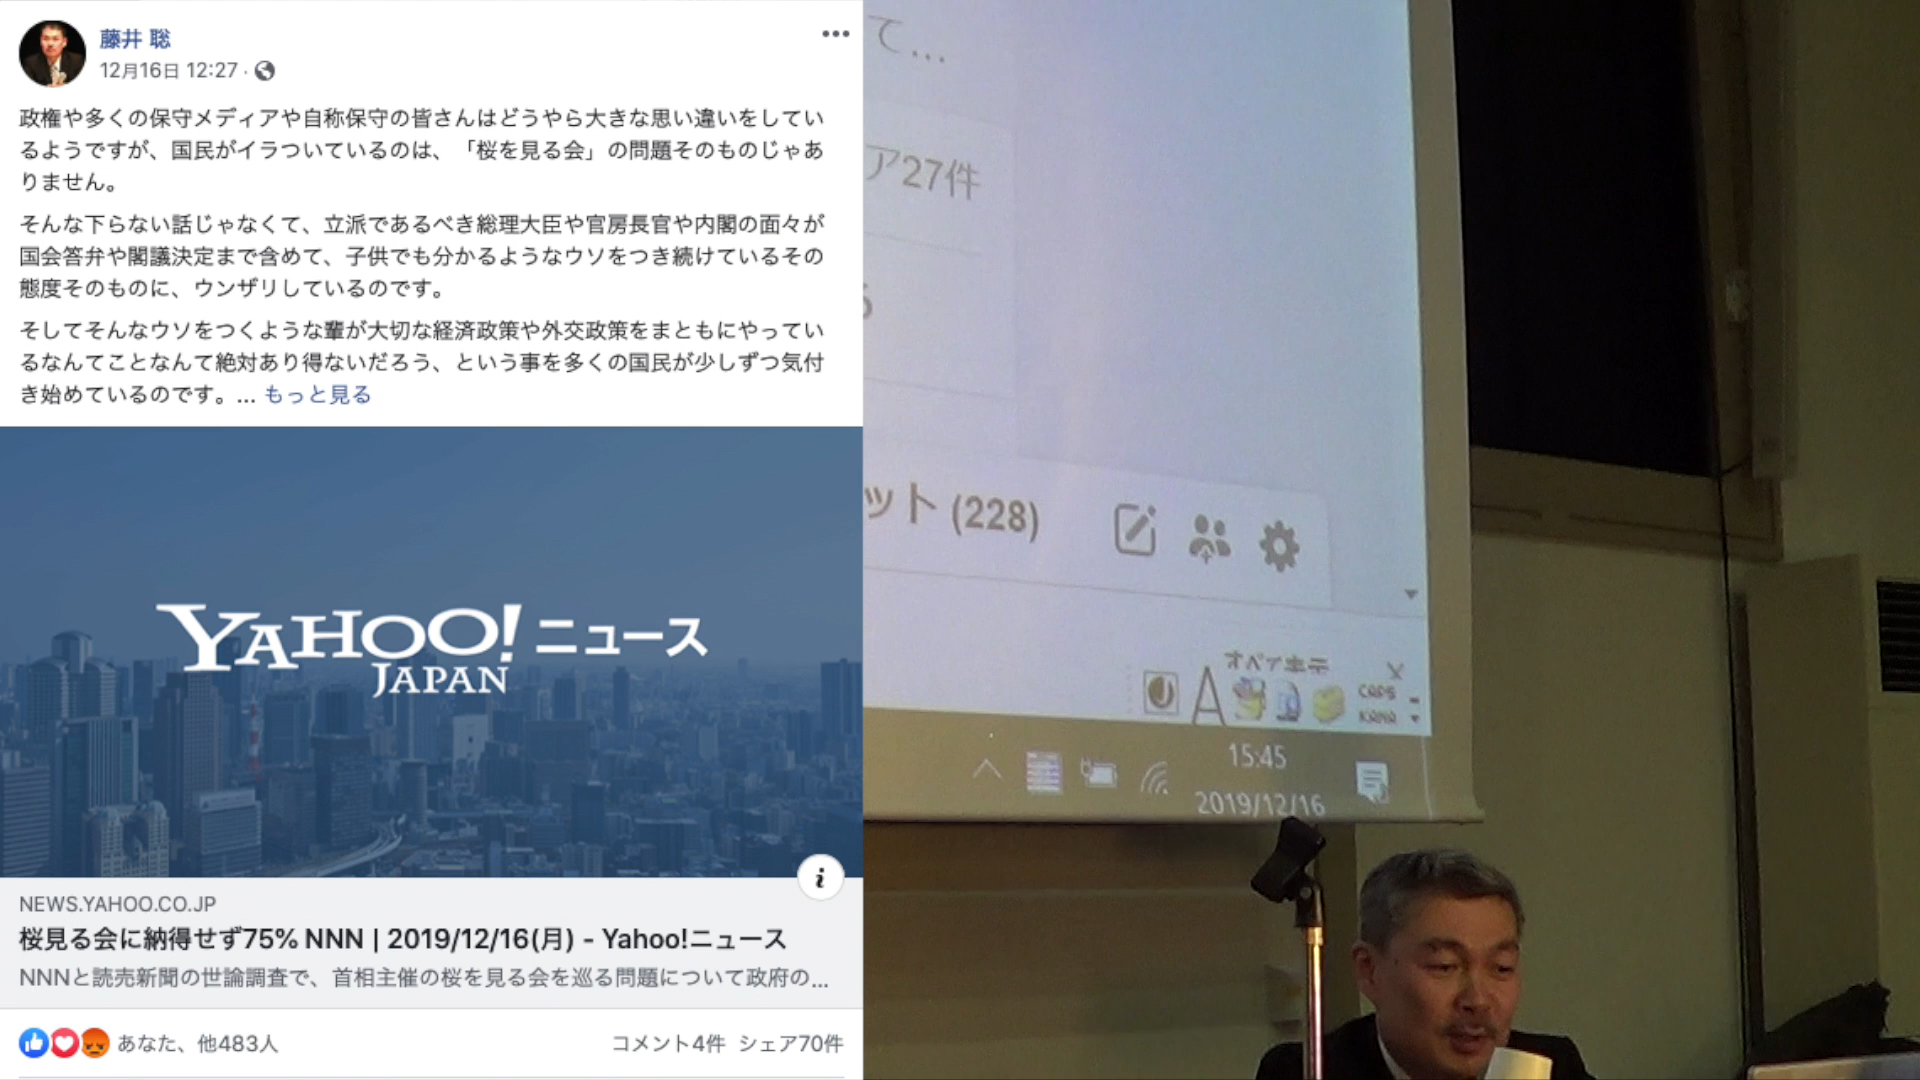 藤井 聡
12月16日 12:27
政権や多くの保守メディアや自称保守の皆さんはどうやら大きな思い違いをしてい
るようですが、国民がイラついているのは、「桜を見る会」の問題そのものじゃあ
りません。
そんな下らない話じゃなくて、立派であるべき総理大臣や官房長官や内閣の面々が
国会答弁や閣議決定まで含めて、子供でも分かるようなウソをつき続けているその
態度そのものに、ウンザリしているのです。
そしてそんなウソをつくような輩が大切な経済政策や外交政策をまともにやってい
るなんてことなんて絶対あり得ないだろう、という事を多くの国民が少しずつ気付
き始めているのです。... もっと見る
YAHOO! ニュース
JAPAN
NEWS.YAHOO.CO.JP
桜見る会に納得せず75% NNN | 2019/12/16(月) - Yahoo!ニュース
NNNと読売新聞の世論調査で、首相主催の桜を見る会を巡る問題について政府の...
あなた、他483人 コメント4件 シェア70件
て...
ア27件
ット (228)
A
CAPS
KANA
15:45
2019/12/16